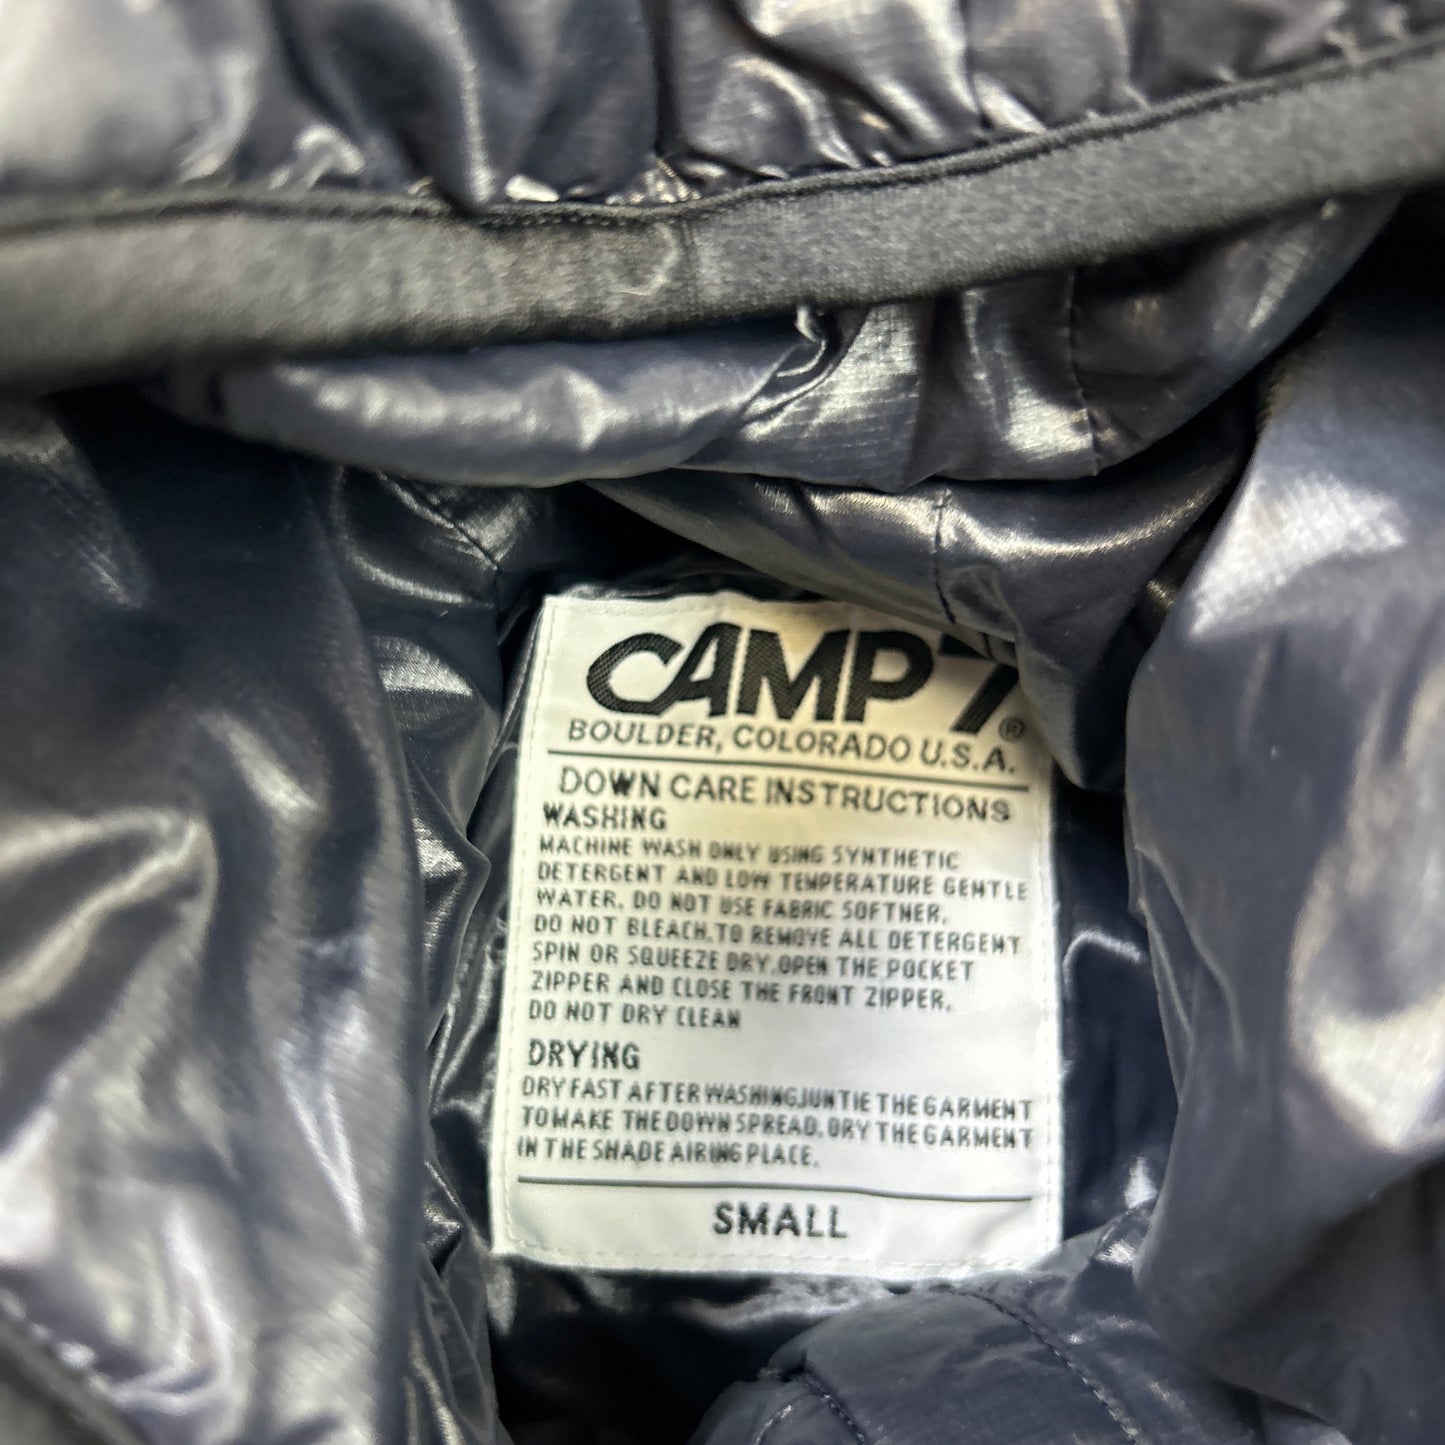 CAMP7®
BOULDER, COLORADO U.S.A.
DOWN CARE INSTRUCTIONS
WASHING
MACHINE WASH ONLY USING SYNTHETIC
DETERGENT AND LOW TEMPERATURE GENTLE
WATER. DO NOT USE FABRIC SOFTNER.
DO NOT BLEACH.TO REMOVE ALL DETERGENT
SPIN OR SQUEEZE DRY.OPEN THE POCKET
ZIPPER AND CLOSE THE FRONT ZIPPER.
DO NOT DRY CLEAN
DRYING
DRY FAST AFTER WASHING,JUNTIE THE GARMENT
TO MAKE THE DOWN SPREAD. DRY THE GARMENT
IN THE SHADE AIRING PLACE.
SMALL